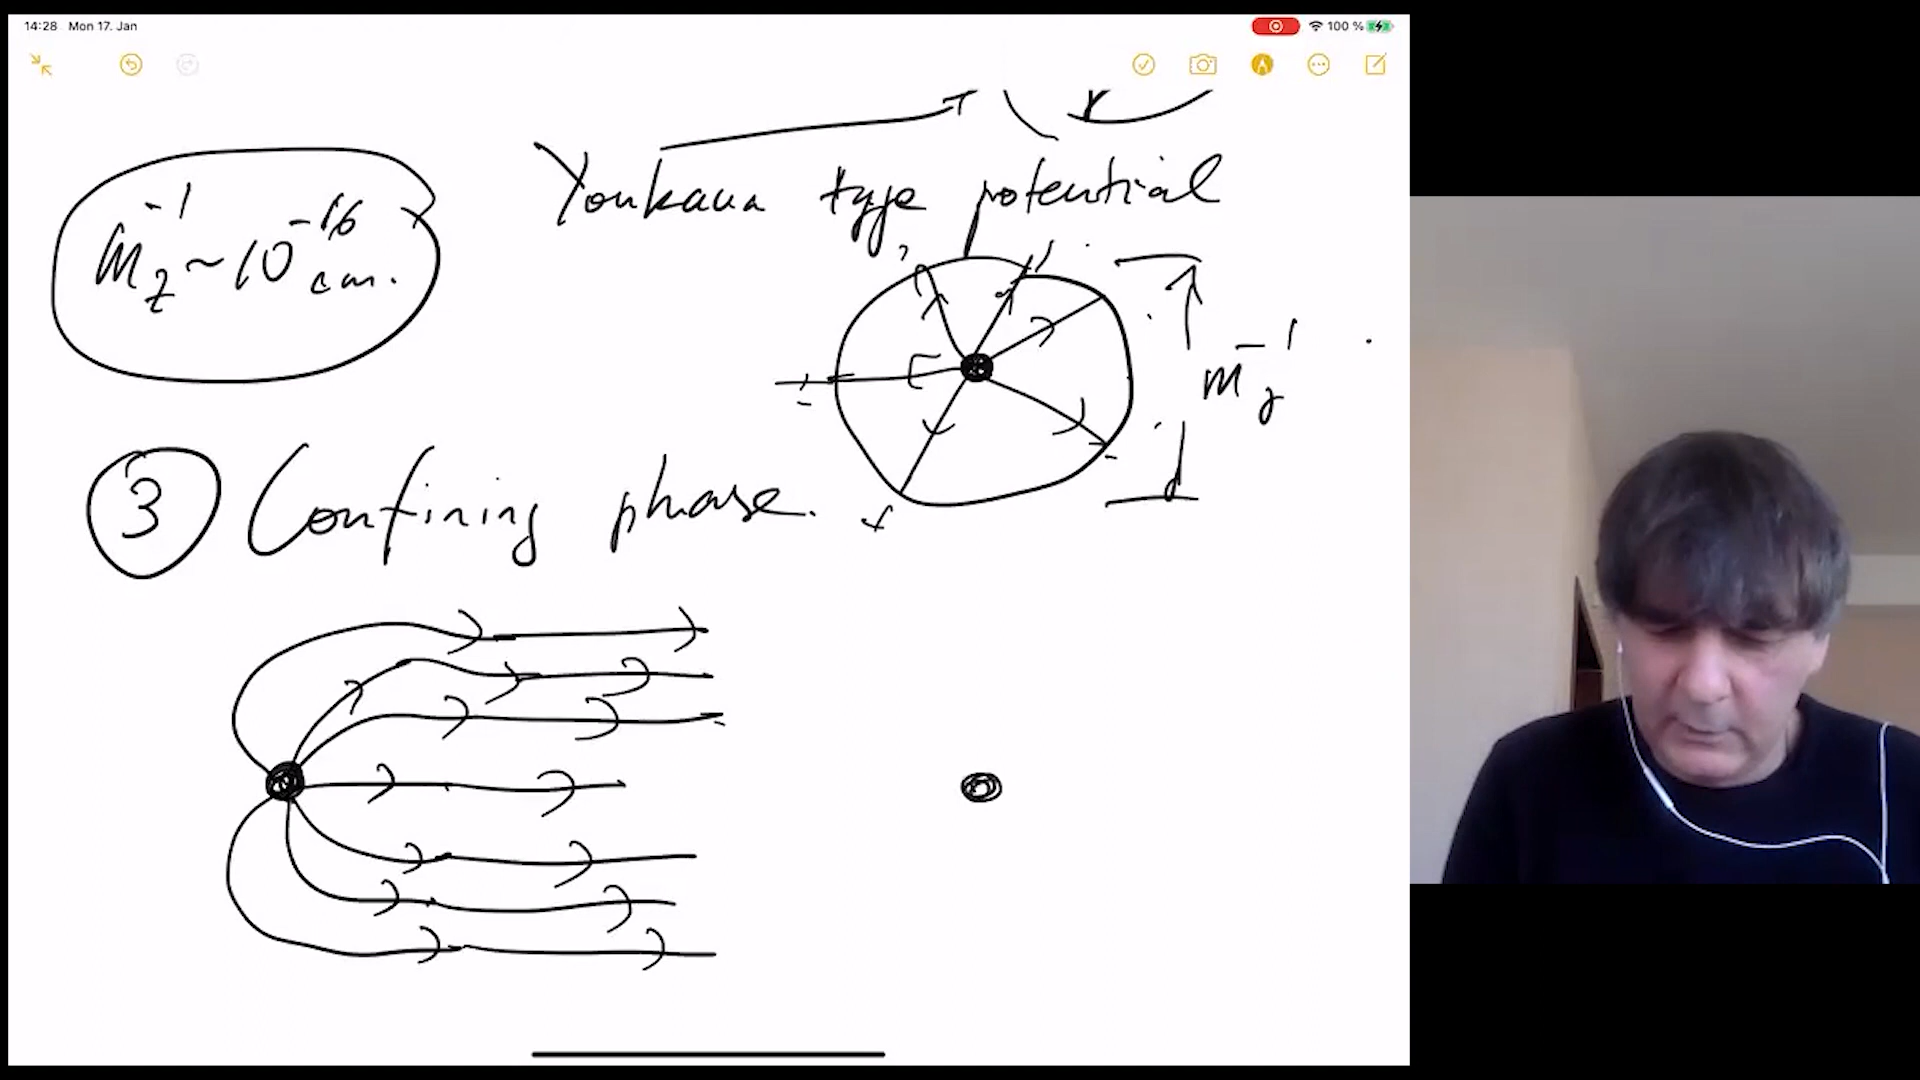 14:28 Mon 17. Jan
100 %
Youkawa type potential
m_z^{-1} ~ 10^{-16} cm.
m_γ^{-1}
③ Confining phase.